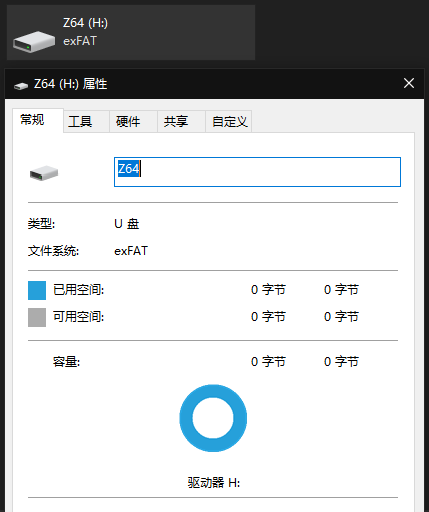 Z64 (H:)
exFAT
Z64 (H:) 属性
常规 工具 硬件 共享 自定义
Z64
类型: U 盘
文件系统: exFAT
已用空间: 0 字节 0 字节
可用空间: 0 字节 0 字节
容量: 0 字节 0 字节
驱动器 H: